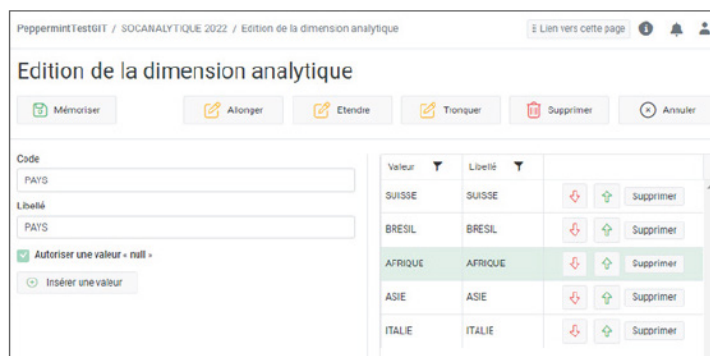 PeppermintTestGIT / SOCANALYTIQUE 2022 / Edition de la dimension analytique
Lien vers cette page
Edition de la dimension analytique
Mémoriser Allonger Etendre Tronquer Supprimer Annuler
Code
PAYS
Libellé
PAYS
Autoriser une valeur « null »
Insérer une valeur
Valeur Libellé
SUISSE SUISSE Supprimer
BRESIL BRESIL Supprimer
AFRIQUE AFRIQUE Supprimer
ASIE ASIE Supprimer
ITALIE ITALIE Supprimer